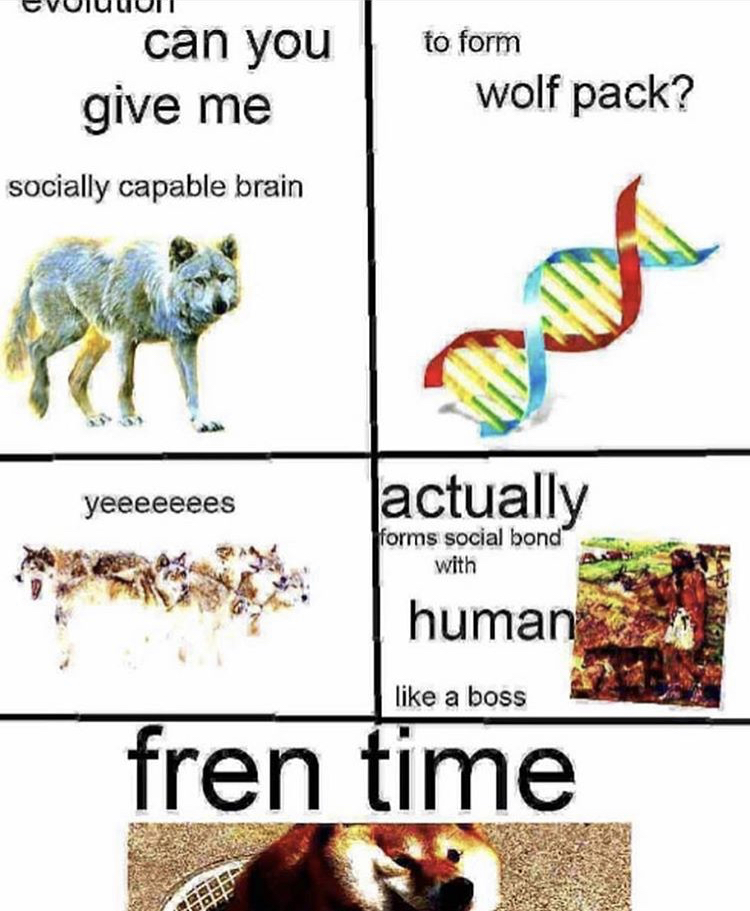 evolution
can you
give me
socially capable brain
to form
wolf pack?
yeeeeeees
actually
forms social bond
with
human
like a boss
fren time